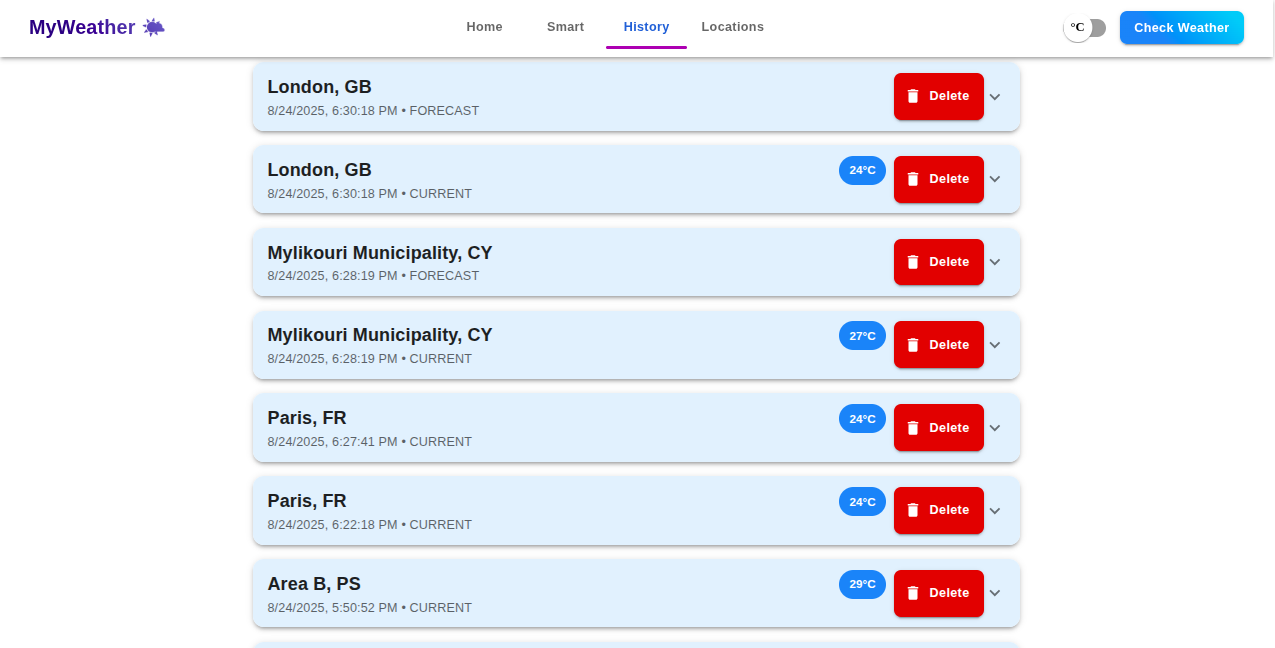 MyWeather
Home Smart History Locations
°C
Check Weather
London, GB
8/24/2025, 6:30:18 PM • FORECAST
Delete
London, GB
8/24/2025, 6:30:18 PM • CURRENT
24°C
Delete
Mylikouri Municipality, CY
8/24/2025, 6:28:19 PM • FORECAST
Delete
Mylikouri Municipality, CY
8/24/2025, 6:28:19 PM • CURRENT
27°C
Delete
Paris, FR
8/24/2025, 6:27:41 PM • CURRENT
24°C
Delete
Paris, FR
8/24/2025, 6:22:18 PM • CURRENT
24°C
Delete
Area B, PS
8/24/2025, 5:50:52 PM • CURRENT
29°C
Delete